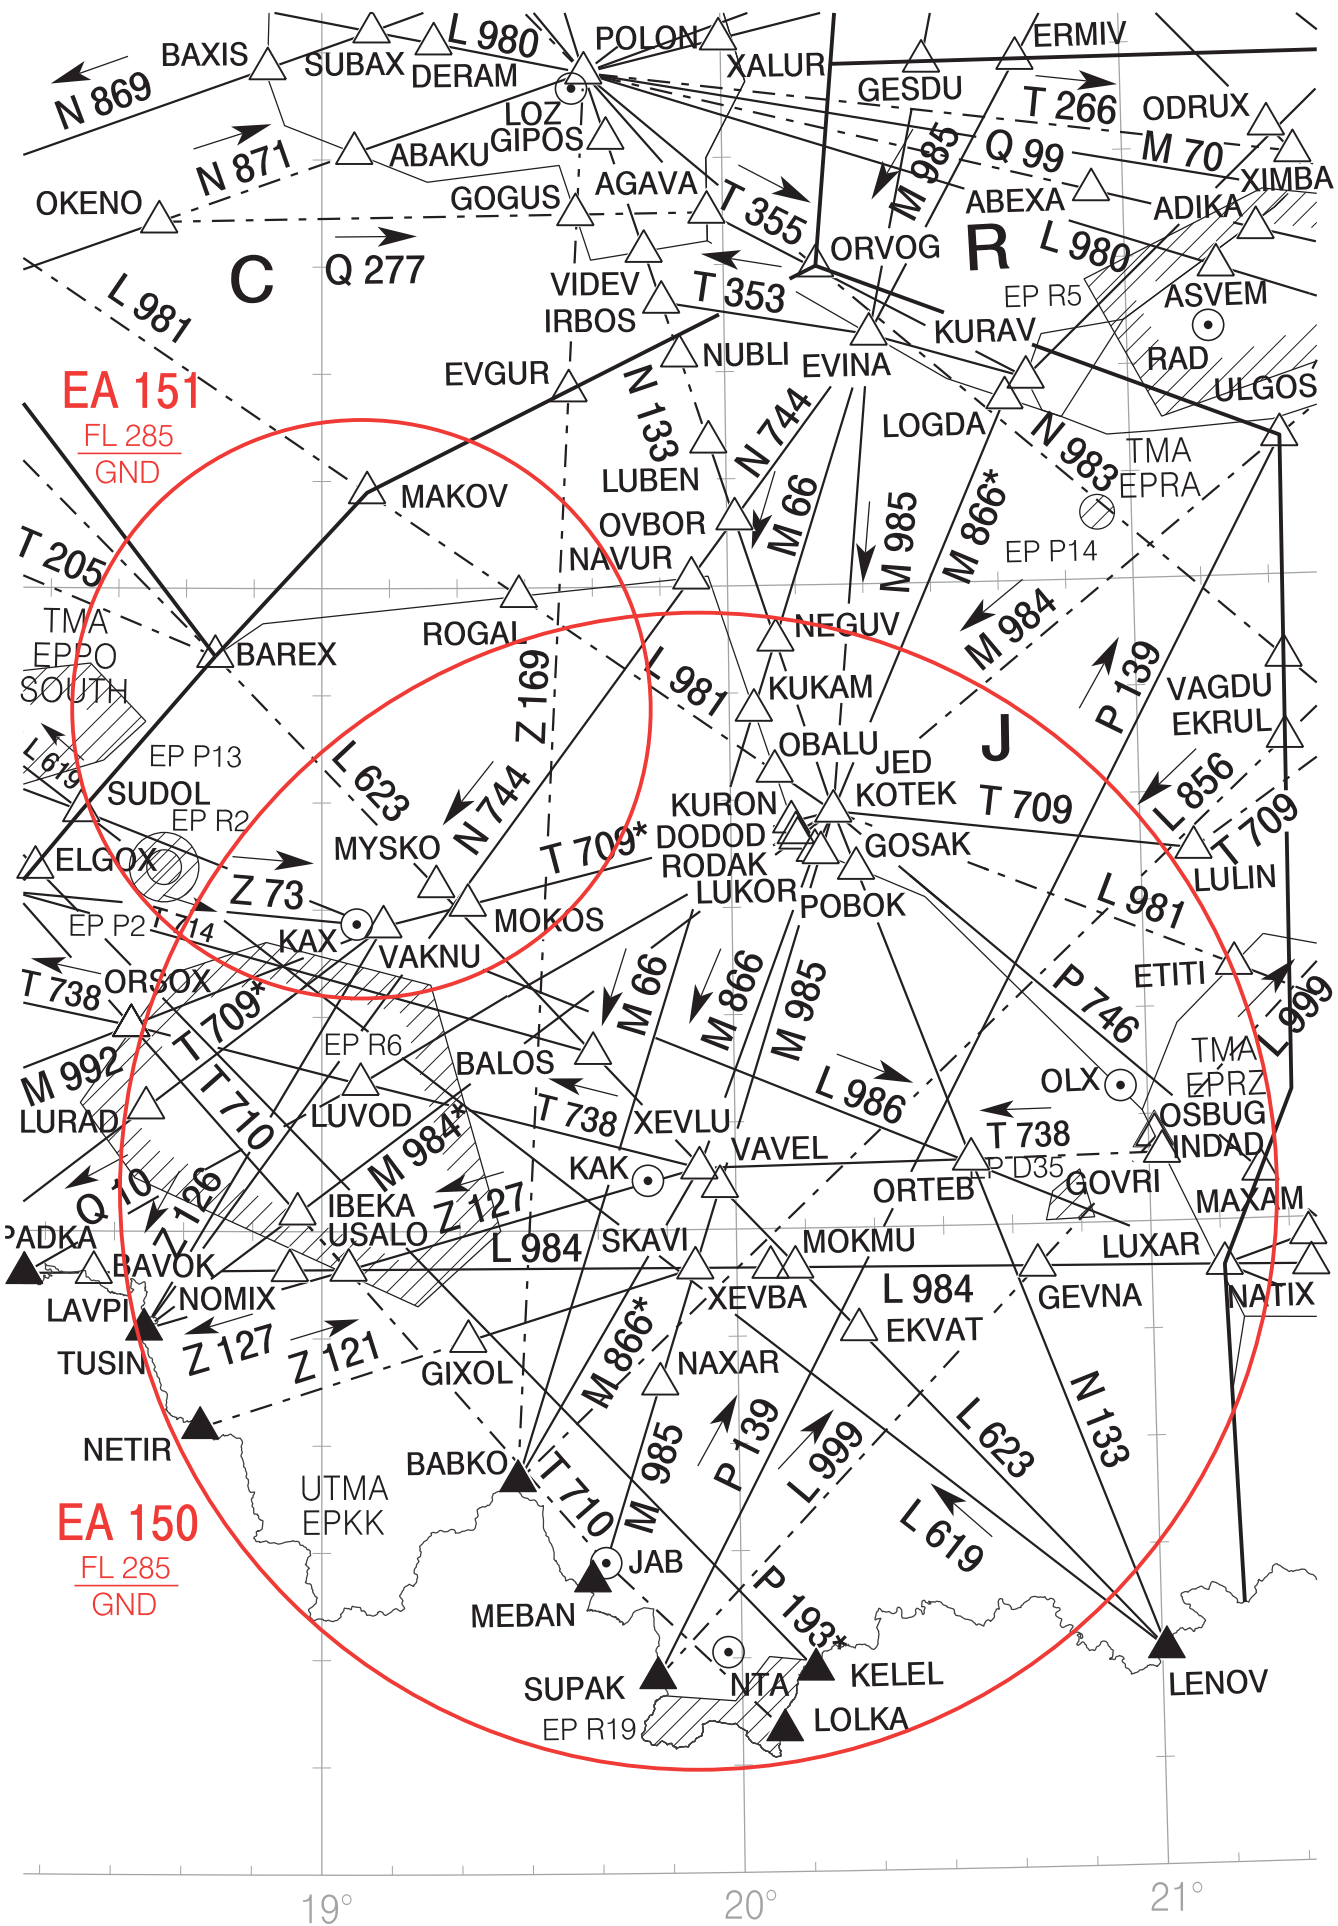 BAXIS
SUBAX
DERAM
L 980
POLON
XALUR
ERMIV
GESDU
N 869
LOZ
GIPOS
T 266
ODRUX
N 871
ABAKU
M 985
Q 99
M 70
XIMBA
OKENO
GOGUS
AGAVA
T 355
ABEXA
ADIKA
C
Q 277
ORVOG
R
L 980
L 981
VIDEV
T 353
EP R5
ASVEM
IRBOS
KURAV
NUBLI
EVINA
RAD
EVGUR
ULGOS
EA 151
FL 285
GND
N 133
N 744
LOGDA
N 983
TMA
EPRA
LUBEN
MAKOV
M 66
M 985
M 866*
OVBOR
NAVUR
EP P14
T 205
TMA
EPPO
SOUTH
ROGAL
NEGUV
M 984
BAREX
L 981
P 139
Z 169
KUKAM
VAGDU
EKRUL
L 619
EP P13
OBALU
J
JED
KOTEK
SUDOL
EP R2
L 623
N 744
KURON
DODOD
RODAK
T 709
L 856
T 709
MYSKO
T 709*
GOSAK
ELGOX
LUKOR
LULIN
Z 73
POBOK
L 981
EP P2
T 714
KAX
MOKOS
VAKNU
ETITI
ORSOX
T 738
T 709*
M 66
M 866
M 985
P 746
L 999
EP R6
TMA
EPRZ
M 992
BALOS
OLX
LURAD
T 710
LUVOD
L 986
OSBUG
T 738
XEVLU
T 738
INDAD
M 984*
VAVEL
KAK
EP D35
GOVRI
Q 10
Z 126
ORTEB
MAXAM
IBEKA
Z 127
PADKA
USALO
L 984
SKAVI
MOKMU
LUXAR
BAVOK
LAVPI
NOMIX
XEVBA
L 984
GEVNA
NATIX
TUSIN
Z 127
Z 121
M 866*
EKVAT
GIXOL
NAXAR
NETIR
BABKO
M 985
P 139
L 999
L 623
N 133
UTMA
EPKK
EA 150
FL 285
GND
T 710
L 619
JAB
MEBAN
P 193*
SUPAK
NTA
KELEL
LENOV
EP R19
LOLKA
19°
20°
21°